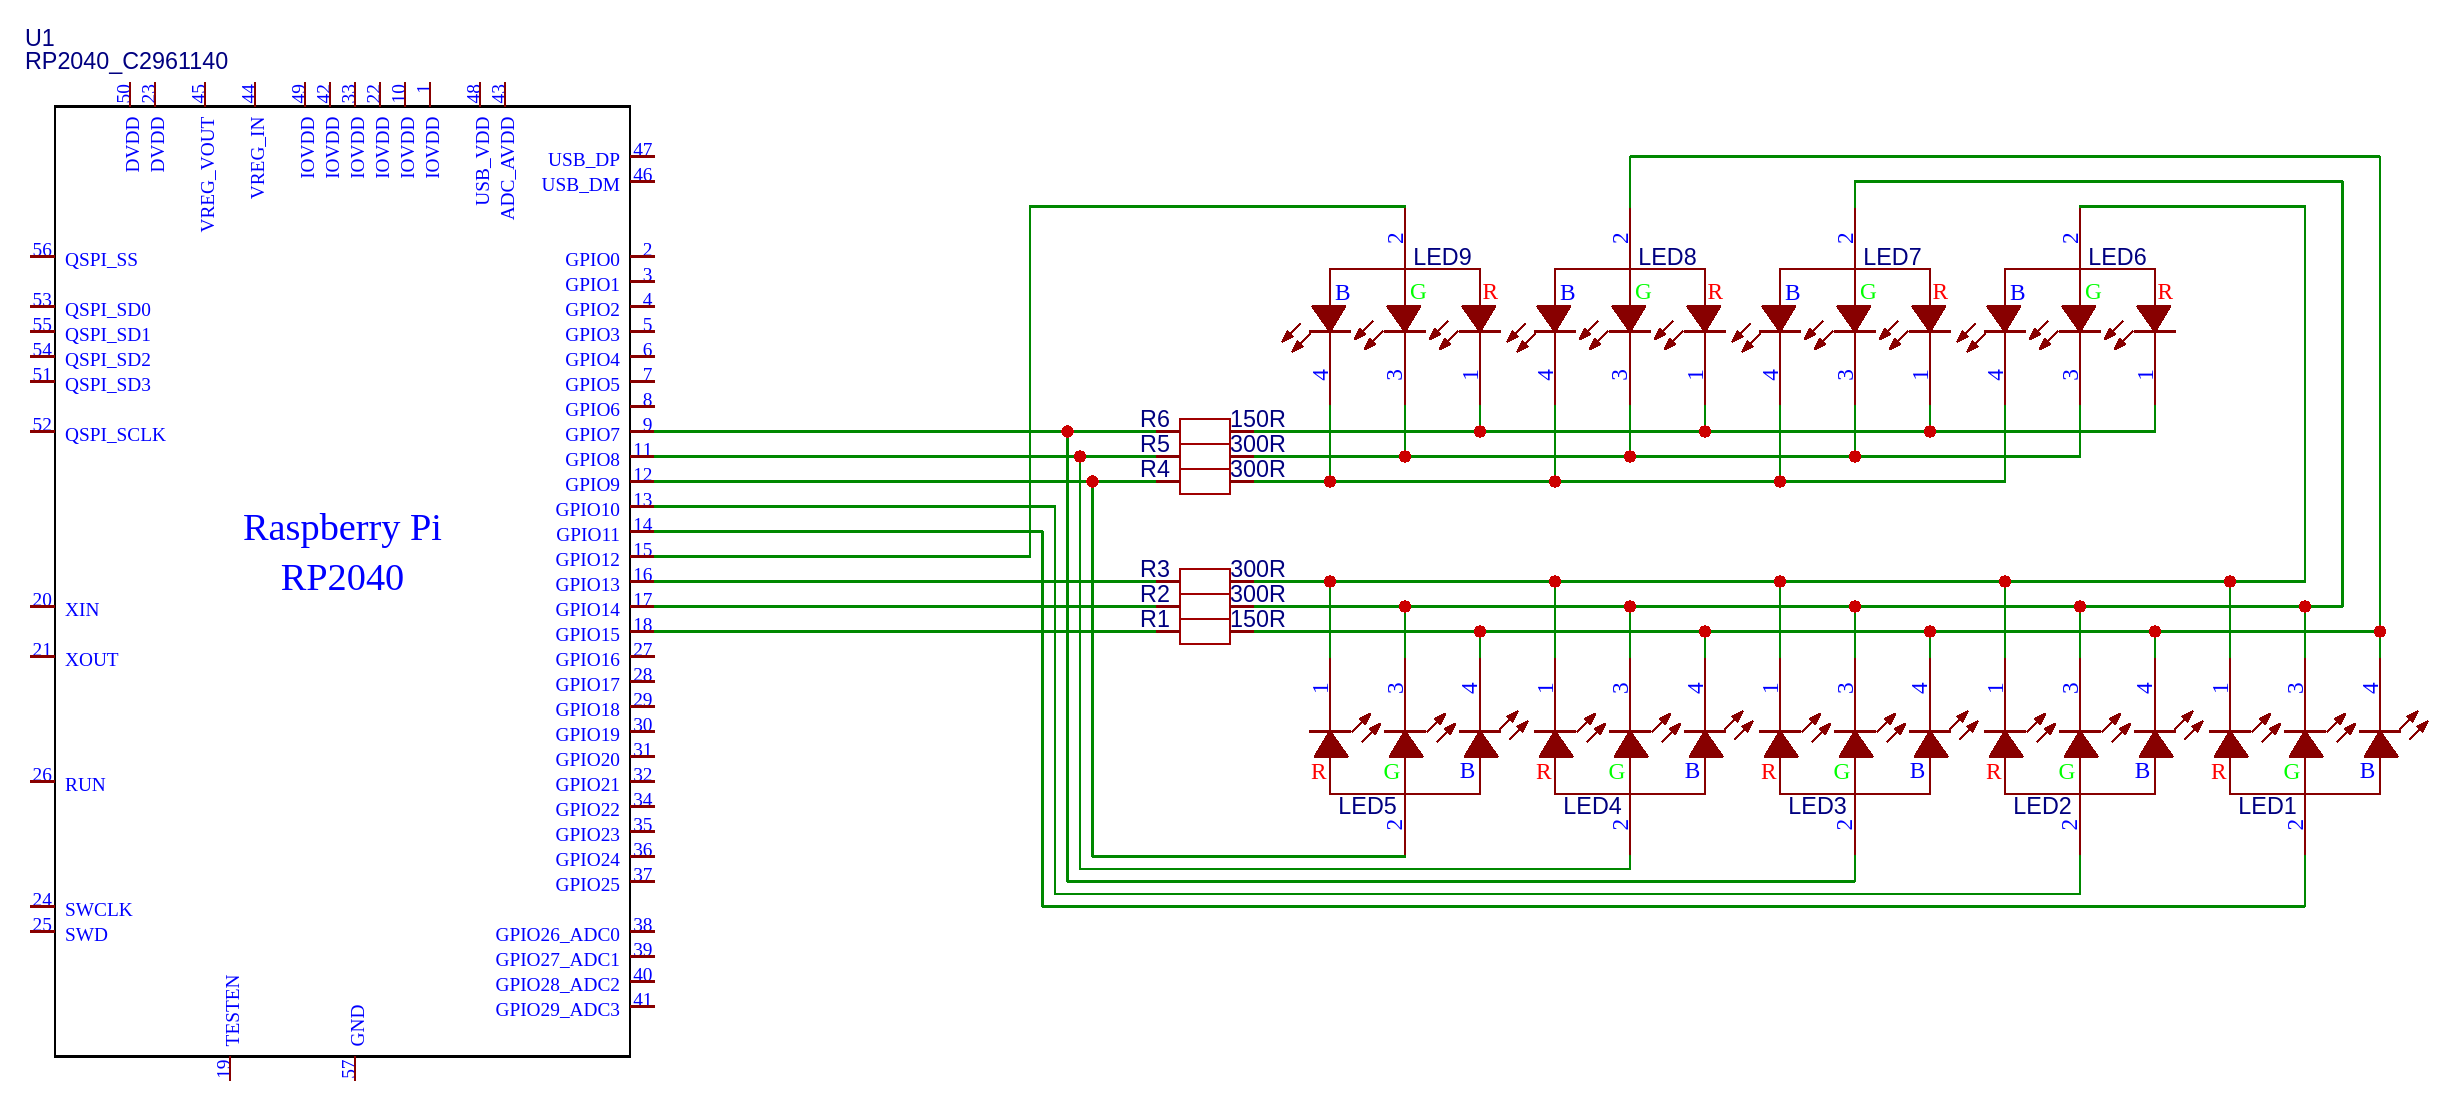 U1
RP2040_C2961140
50
23
45
44
49
42
33
22
10
1
48
43
DVDD
DVDD
VREG_VOUT
VREG_IN
IOVDD
IOVDD
IOVDD
IOVDD
IOVDD
IOVDD
USB_VDD
ADC_AVDD
USB_DP 47
USB_DM 46
56 QSPI_SS
53 QSPI_SD0
55 QSPI_SD1
54 QSPI_SD2
51 QSPI_SD3
52 QSPI_SCLK
Raspberry Pi
RP2040
20 XIN
21 XOUT
26 RUN
24 SWCLK
25 SWD
TESTEN
19
GND
57
GPIO0 2
GPIO1 3
GPIO2 4
GPIO3 5
GPIO4 6
GPIO5 7
GPIO6 8
GPIO7 9
GPIO8 11
GPIO9 12
GPIO10 13
GPIO11 14
GPIO12 15
GPIO13 16
GPIO14 17
GPIO15 18
GPIO16 27
GPIO17 28
GPIO18 29
GPIO19 30
GPIO20 31
GPIO21 32
GPIO22 34
GPIO23 35
GPIO24 36
GPIO25 37
GPIO26_ADC0 38
GPIO27_ADC1 39
GPIO28_ADC2 40
GPIO29_ADC3 41
2 2 2 2
LED9 LED8 LED7 LED6
B G R B G R B G R B G R
4 3 1 4 3 1 4 3 1 4 3 1
R6 150R
R5 300R
R4 300R
R3 300R
R2 300R
R1 150R
1 3 4 1 3 4 1 3 4 1 3 4 1 3 4
R G B R G B R G B R G B R G B
LED5 LED4 LED3 LED2 LED1
2 2 2 2 2